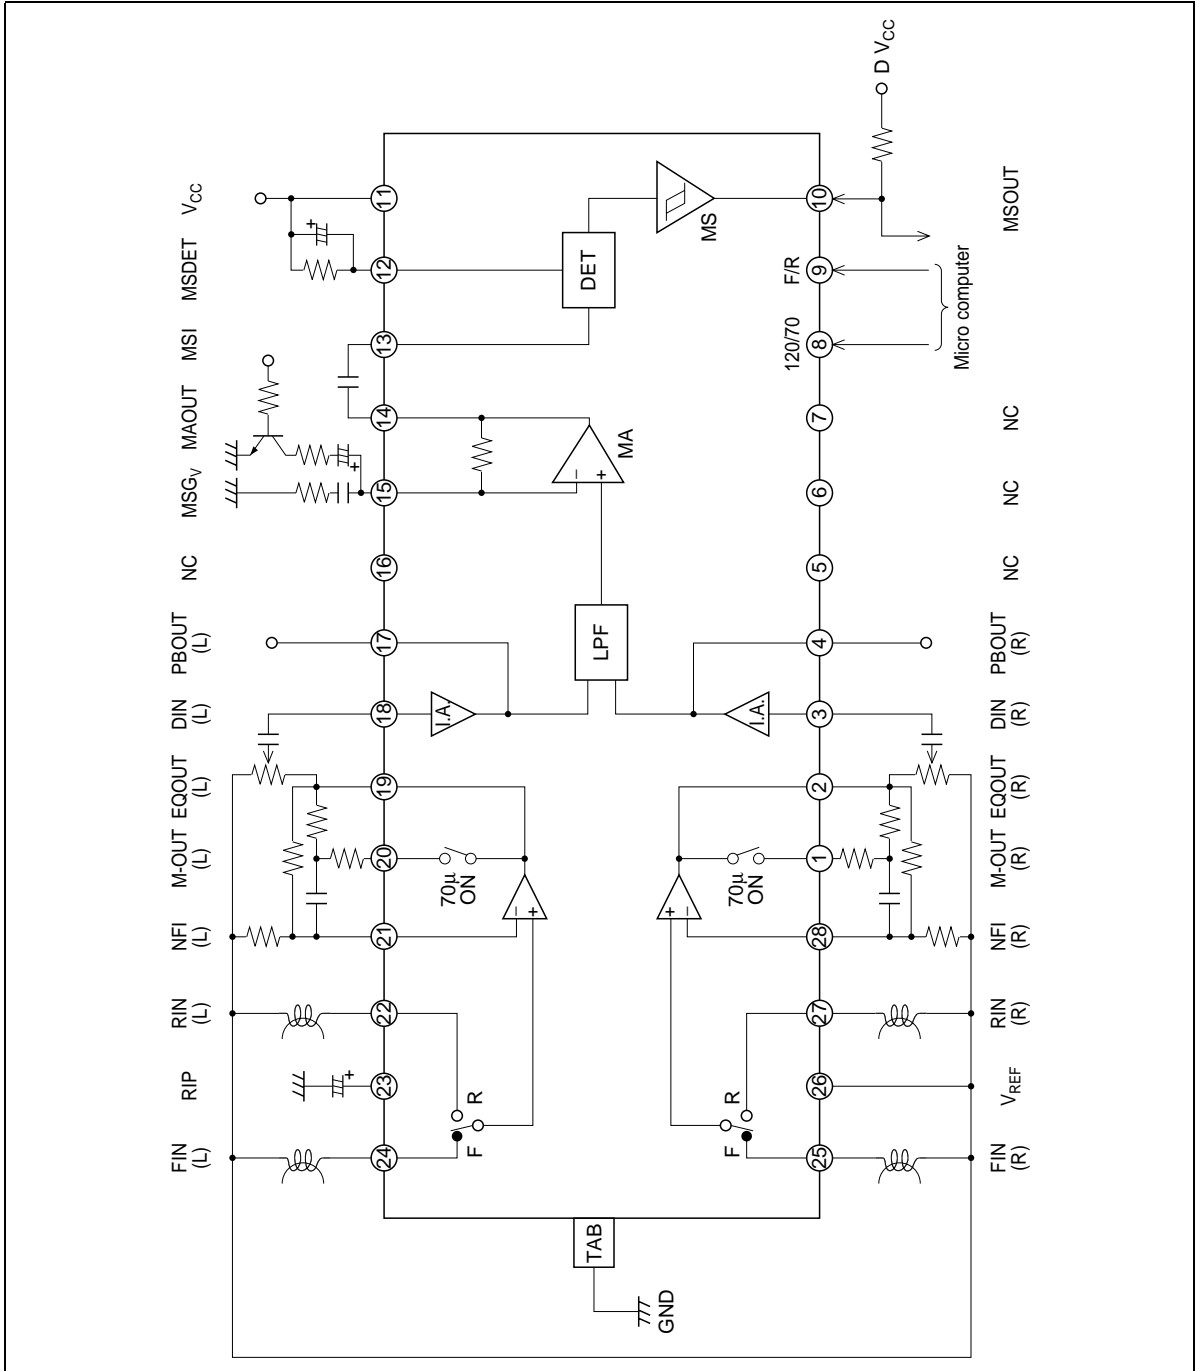 FIN (L)
RIP
RIN (L)
NFI (L)
M-OUT (L)
EQOUT (L)
DIN (L)
PBOUT (L)
NC
MSGV
MAOUT
MSI
MSDET
VCC
24
23
22
21
20
19
18
17
16
15
14
13
12
11
+
+
+
F
R
70µ ON
− +
I.A.
TAB
GND
LPF
− +
MA
DET
MS
F
R
+ −
70µ ON
I.A.
120/70
F/R
25
26
27
28
1
2
3
4
5
6
7
8
9
10
D VCC
Micro computer
FIN (R)
VREF
RIN (R)
NFI (R)
M-OUT (R)
EQOUT (R)
DIN (R)
PBOUT (R)
NC
NC
NC
MSOUT